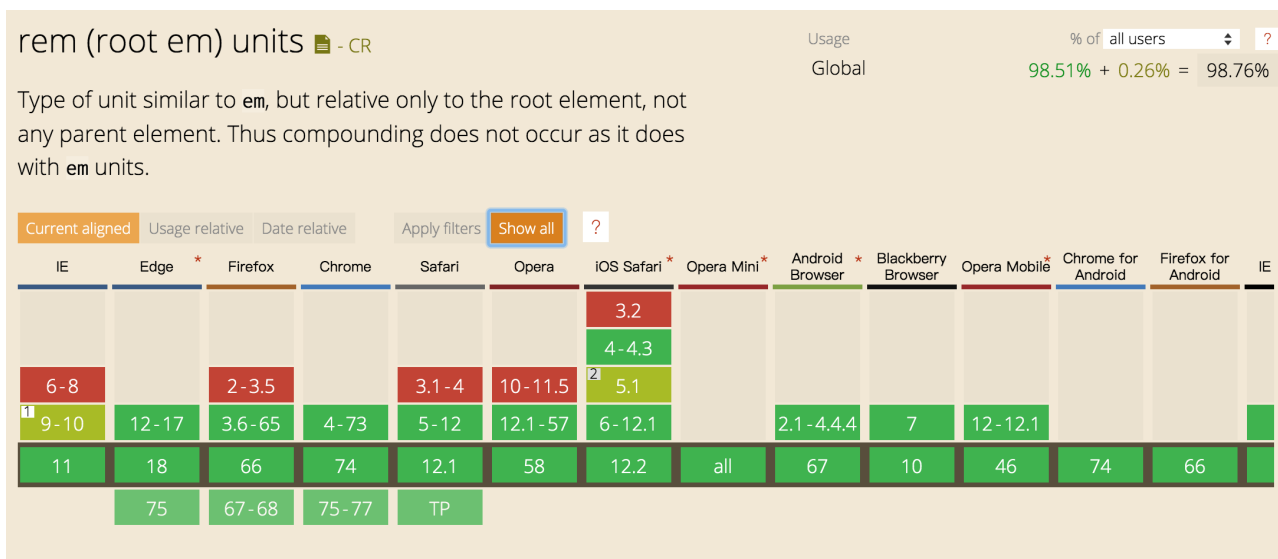 rem (root em) units - CR
Usage % of all users ?
Global 98.51% + 0.26% = 98.76%
Type of unit similar to em, but relative only to the root element, not
any parent element. Thus compounding does not occur as it does
with em units.
Current aligned Usage relative Date relative Apply filters Show all ?
IE Edge * Firefox Chrome Safari Opera iOS Safari * Opera Mini * Android Browser * Blackberry Browser Opera Mobile * Chrome for Android Firefox for Android IE
3.2
4-4.3
6-8 2-3.5 3.1-4 10-11.5 2 5.1
1 9-10 12-17 3.6-65 4-73 5-12 12.1-57 6-12.1 2.1-4.4.4 7 12-12.1
11 18 66 74 12.1 58 12.2 all 67 10 46 74 66
75 67-68 75-77 TP